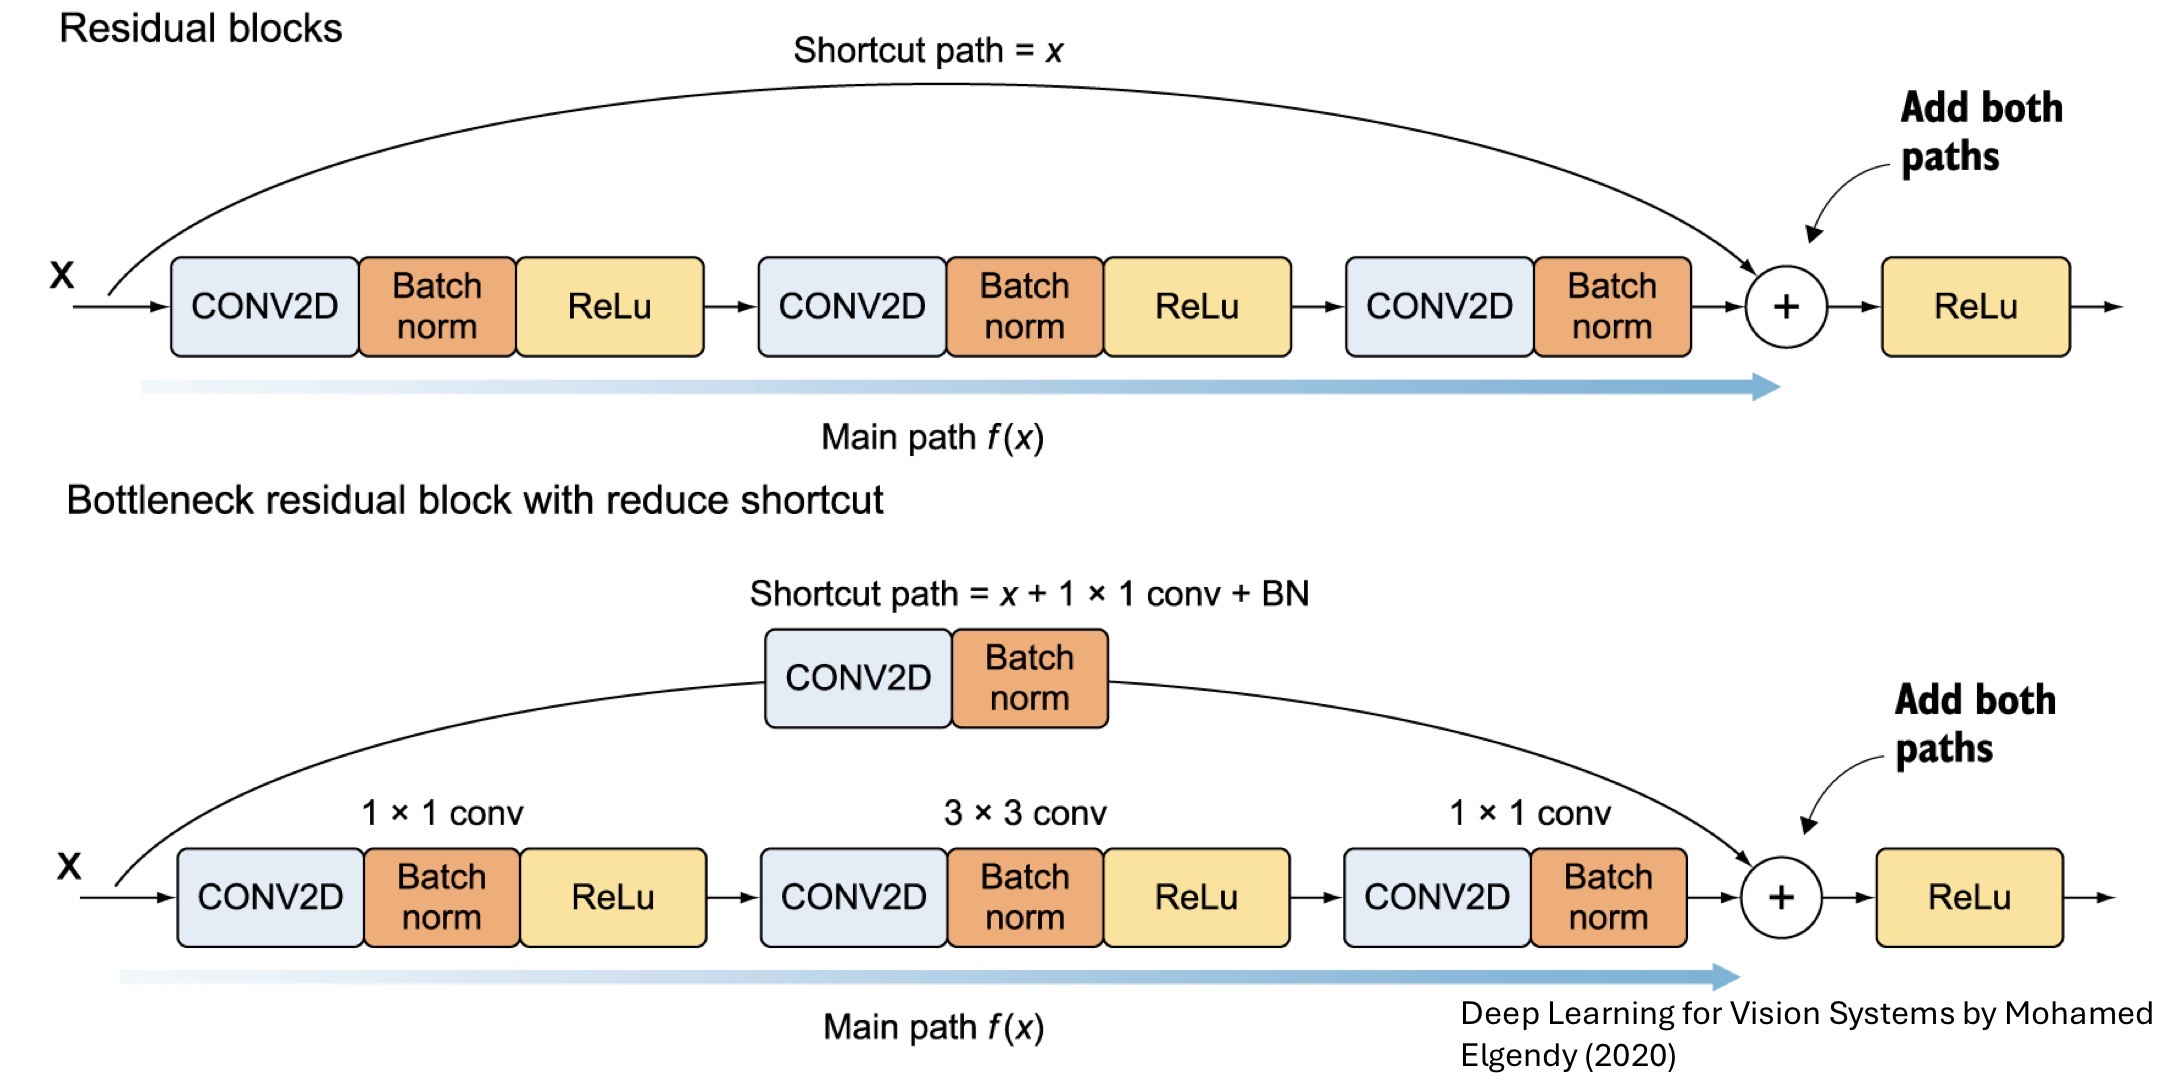 Residual blocks
Shortcut path = x
Add both
paths
X
CONV2D
Batch
norm
ReLu
CONV2D
Batch
norm
ReLu
CONV2D
Batch
norm
+
ReLu
Main path f(x)
Bottleneck residual block with reduce shortcut
Shortcut path = x + 1 × 1 conv + BN
CONV2D
Batch
norm
Add both
paths
1 × 1 conv
3 × 3 conv
1 × 1 conv
X
CONV2D
Batch
norm
ReLu
CONV2D
Batch
norm
ReLu
CONV2D
Batch
norm
+
ReLu
Main path f(x)
Deep Learning for Vision Systems by Mohamed
Elgendy (2020)